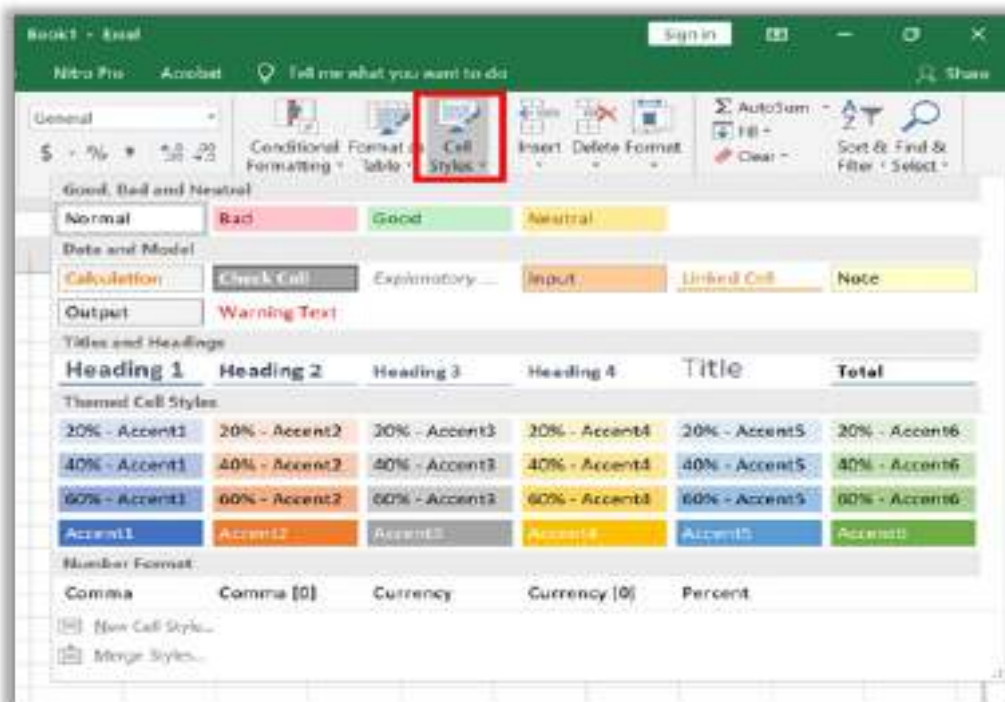 Book1 - Excel Sign in
Nitro Pro Acrobat Tell me what you want to do Share
General
$ % Conditional Formatting Format as Table Cell Styles Insert Delete Format AutoSum Fill Clear Sort & Filter Find & Select
Good, Bad and Neutral
Normal Bad Good Neutral
Data and Model
Calculation Check Cell Explanatory ... Input Linked Cell Note
Output Warning Text
Titles and Headings
Heading 1 Heading 2 Heading 3 Heading 4 Title Total
Themed Cell Styles
20% - Accent1 20% - Accent2 20% - Accent3 20% - Accent4 20% - Accent5 20% - Accent6
40% - Accent1 40% - Accent2 40% - Accent3 40% - Accent4 40% - Accent5 40% - Accent6
60% - Accent1 60% - Accent2 60% - Accent3 60% - Accent4 60% - Accent5 60% - Accent6
Accent1 Accent2 Accent3 Accent4 Accent5 Accent6
Number Format
Comma Comma [0] Currency Currency [0] Percent
New Cell Style...
Merge Styles...